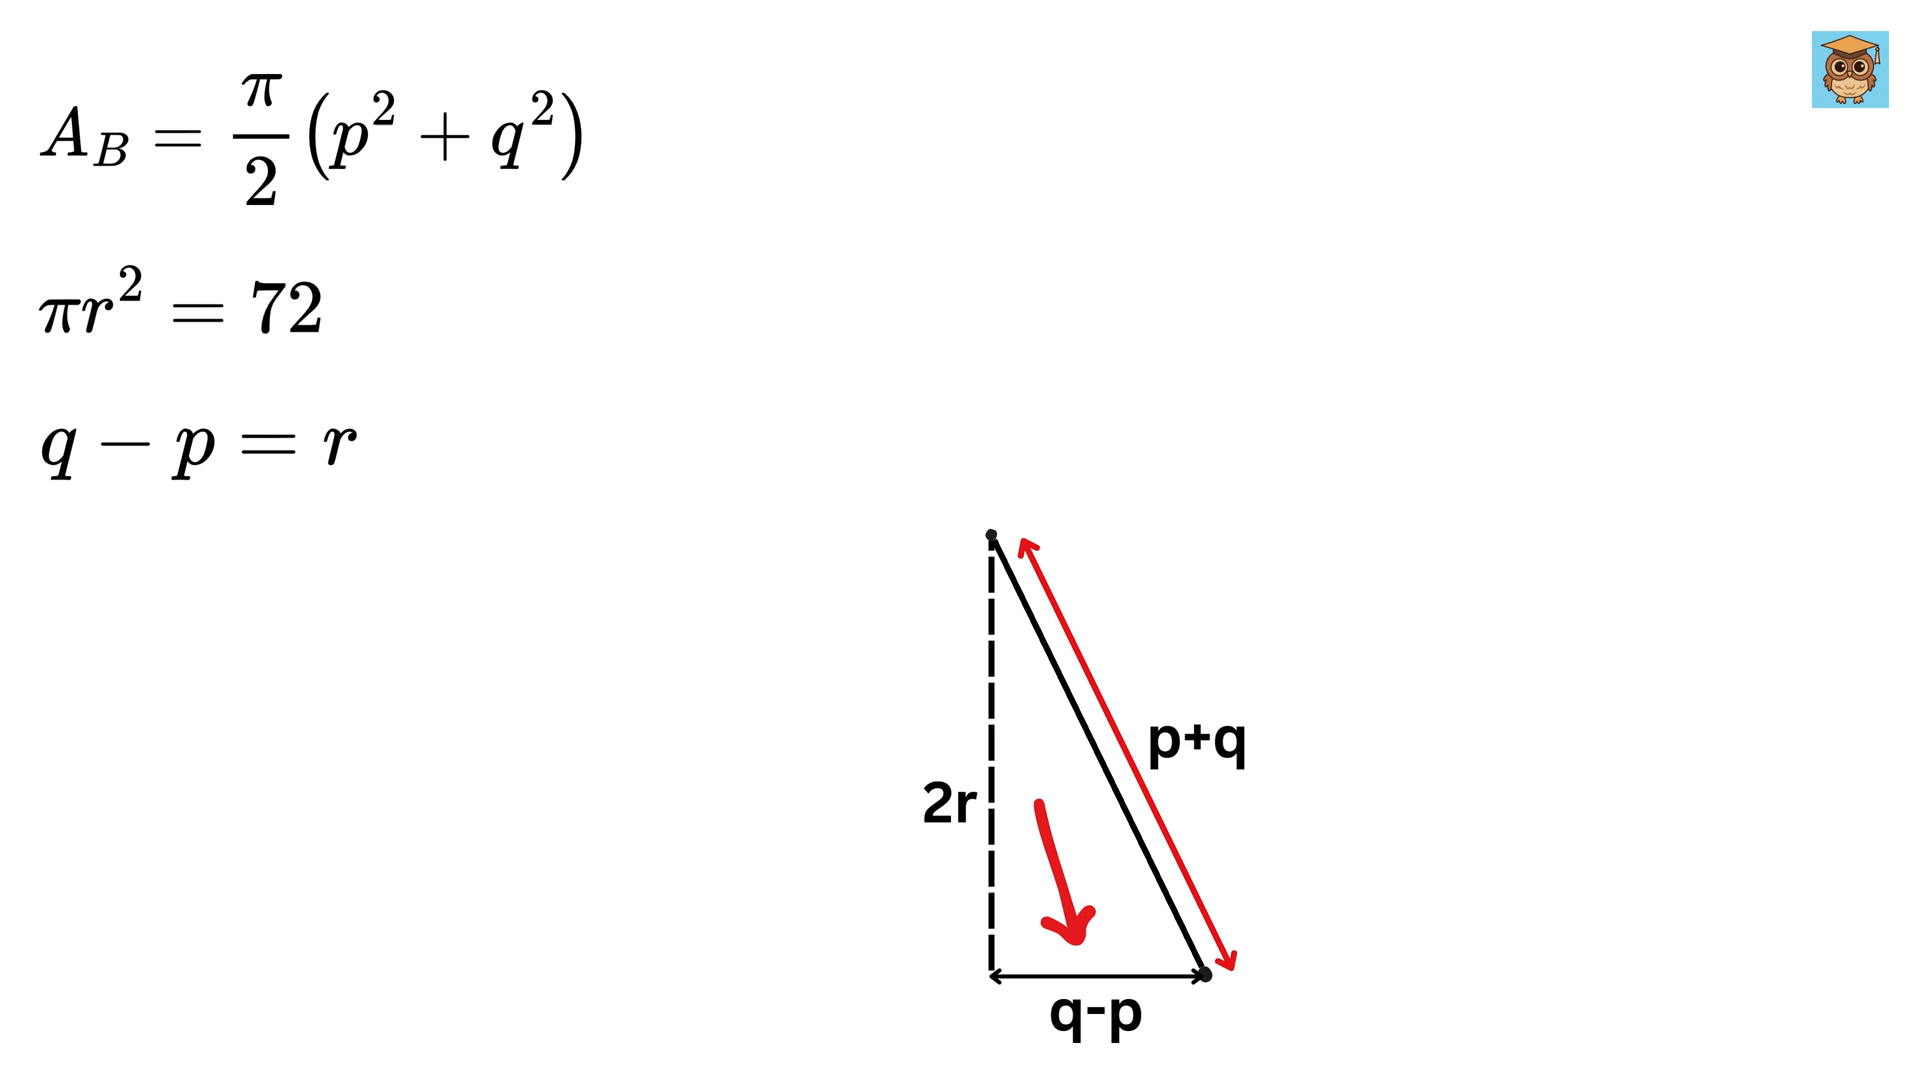 A_B = π/2 (p² + q²)
πr² = 72
q − p = r
p+q
2r
q-p